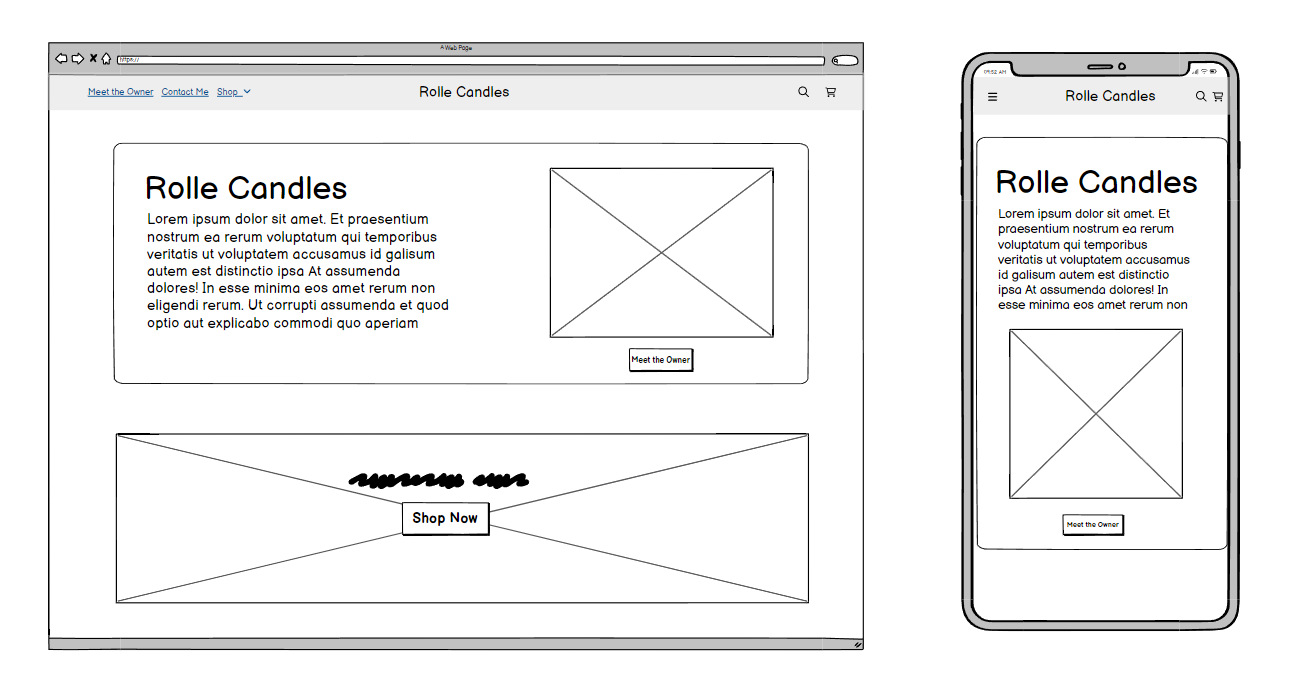 A Web Page
https://
Meet the Owner Contact Me Shop
Rolle Candles
Rolle Candles
Lorem ipsum dolor sit amet. Et praesentium
nostrum ea rerum voluptatum qui temporibus
veritatis ut voluptatem accusamus id galisum
autem est distinctio ipsa At assumenda
dolores! In esse minima eos amet rerum non
eligendi rerum. Ut corrupti assumenda et quod
optio aut explicabo commodi quo aperiam
Meet the Owner
Shop Now
Rolle Candles
Rolle Candles
Lorem ipsum dolor sit amet. Et
praesentium nostrum ea rerum
voluptatum qui temporibus
veritatis ut voluptatem accusamus
id galisum autem est distinctio
ipsa At assumenda dolores! In
esse minima eos amet rerum non
Meet the Owner